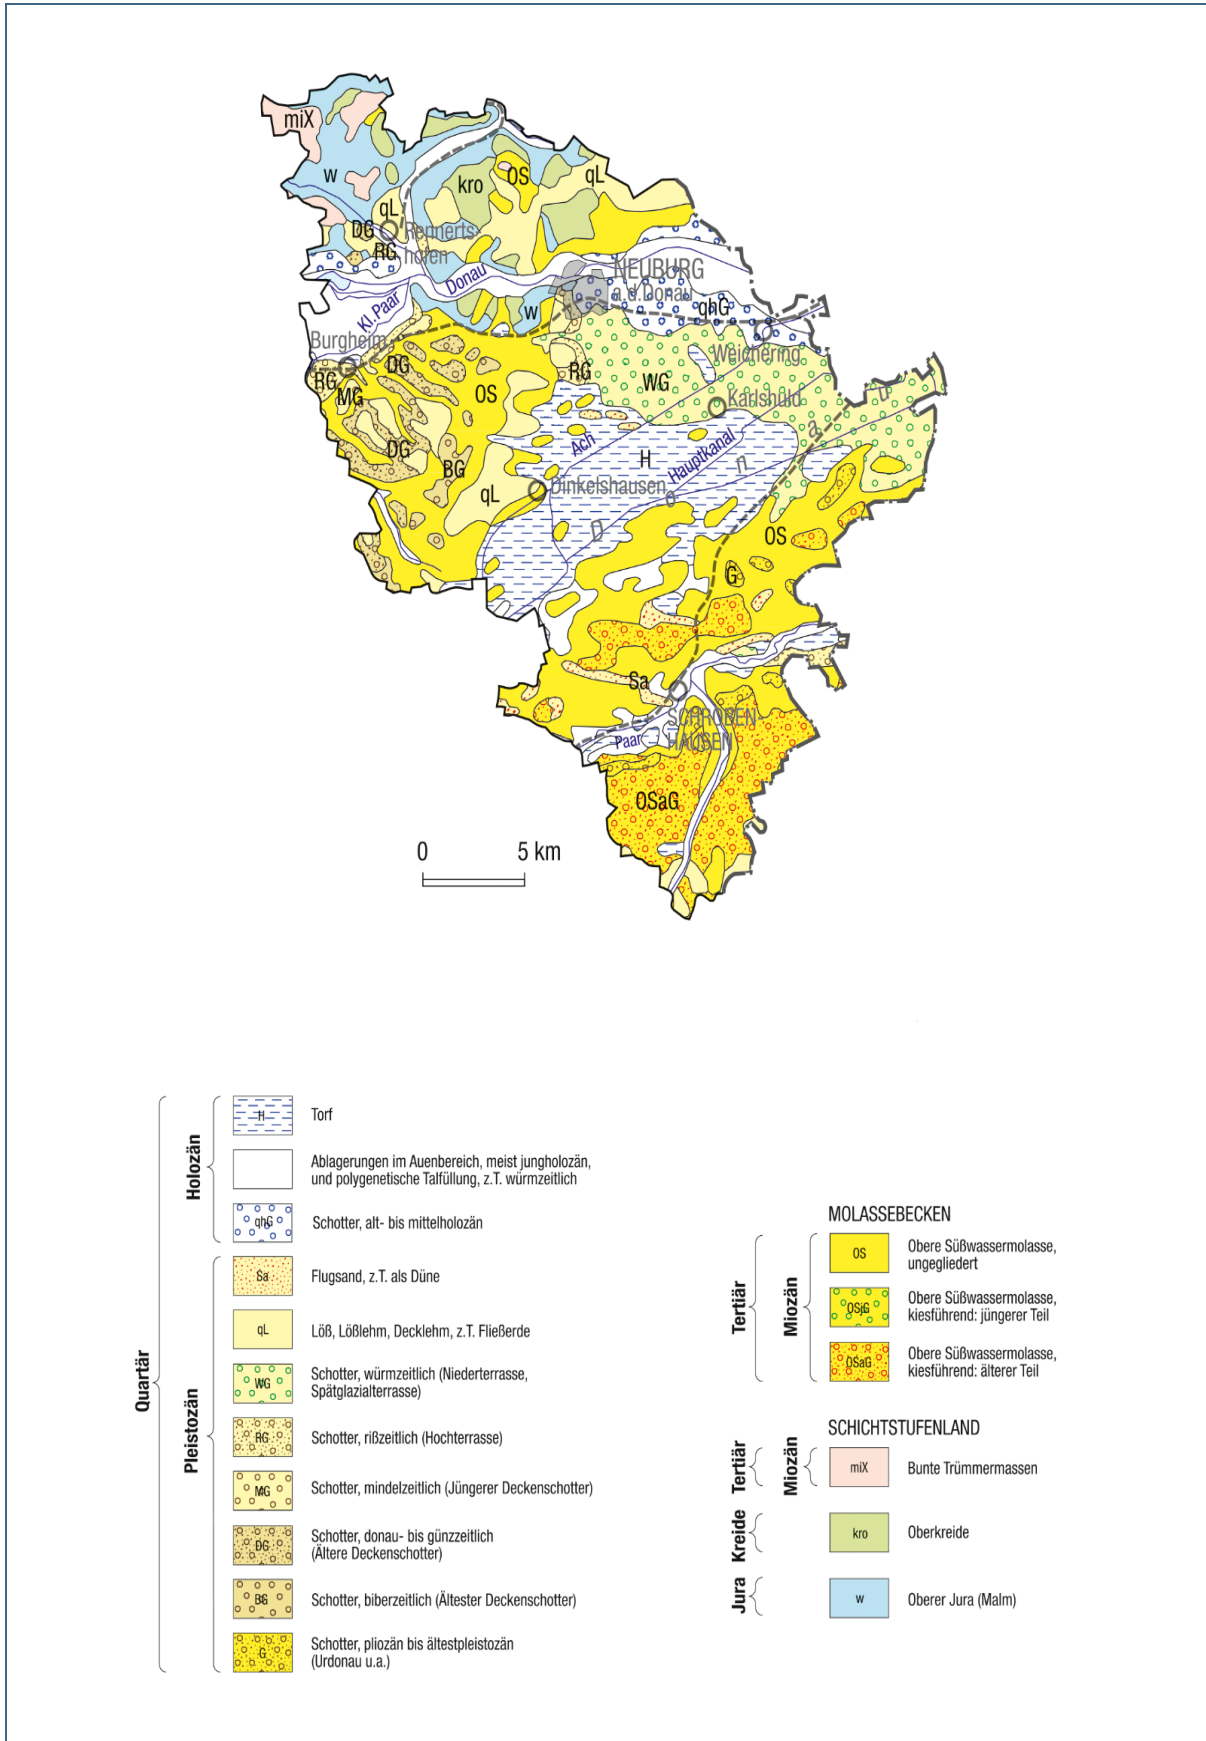 miX
w
kro
OS
qL
qL
DG
RG
Rennerts-
hofen
Donau
NEUBURG
a.d.Donau
Kl.Paar
w
qhG
Burgheim
Weichering
DG
RG
MG
OS
RG
WG
Karlshuld
DG
BG
qL
Ach
H
Hauptkanal
Dinkelshausen
D
o
n
a
u
OS
G
Sa
SCHROBEN-
HAUSEN
Paar
OSaG
0 5 km
Quartär
Holozän
H Torf
Ablagerungen im Auenbereich, meist jungholozän,
und polygenetische Talfüllung, z.T. würmzeitlich
qhG Schotter, alt- bis mittelholozän
Pleistozän
Sa Flugsand, z.T. als Düne
qL Löß, Lößlehm, Decklehm, z.T. Fließerde
WG Schotter, würmzeitlich (Niederterrasse,
Spätglazialterrasse)
RG Schotter, rißzeitlich (Hochterrasse)
MG Schotter, mindelzeitlich (Jüngerer Deckenschotter)
DG Schotter, donau- bis günzzeitlich
(Ältere Deckenschotter)
BG Schotter, biberzeitlich (Ältester Deckenschotter)
G Schotter, pliozän bis ältestpleistozän
(Urdonau u.a.)
MOLASSEBECKEN
Tertiär
Miozän
OS Obere Süßwassermolasse,
ungegliedert
OSjG Obere Süßwassermolasse,
kiesführend: jüngerer Teil
OSaG Obere Süßwassermolasse,
kiesführend: älterer Teil
SCHICHTSTUFENLAND
Tertiär
Miozän
miX Bunte Trümmermassen
Kreide
kro Oberkreide
Jura
w Oberer Jura (Malm)